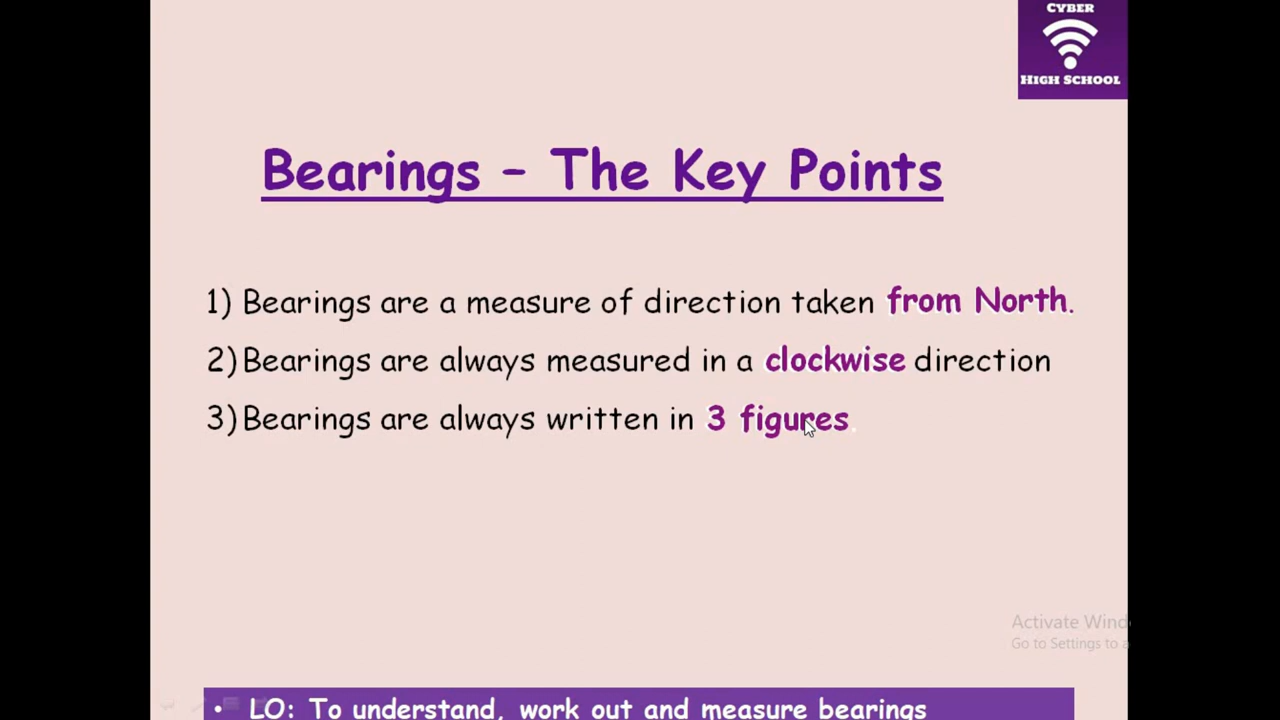 CYBER
HIGH SCHOOL
Bearings – The Key Points
1) Bearings are a measure of direction taken from North.
2) Bearings are always measured in a clockwise direction
3) Bearings are always written in 3 figures.
Activate Wind
Go to Settings to a
• LO: To understand, work out and measure bearings